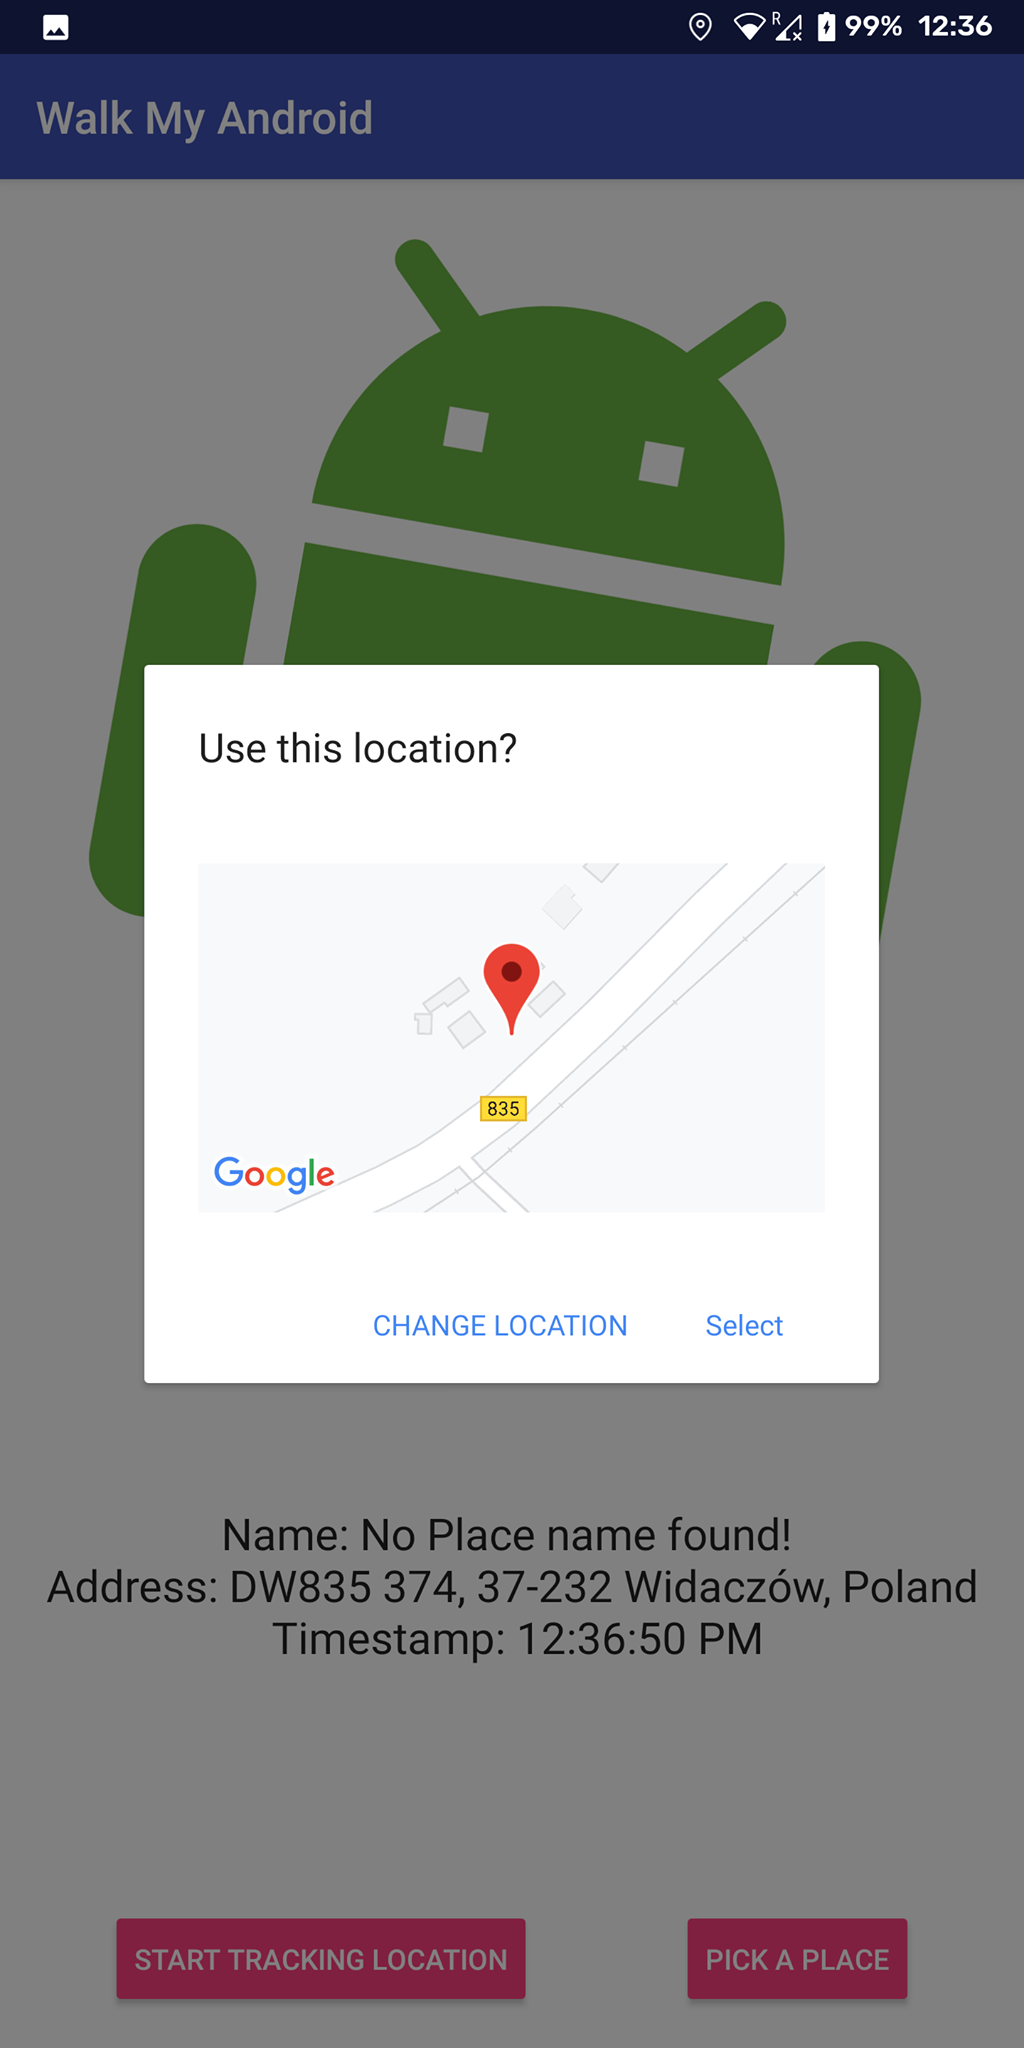 R 99% 12:36
Walk My Android
Use this location?
835
Google
CHANGE LOCATION Select
Name: No Place name found!
Address: DW835 374, 37-232 Widaczów, Poland
Timestamp: 12:36:50 PM
START TRACKING LOCATION PICK A PLACE